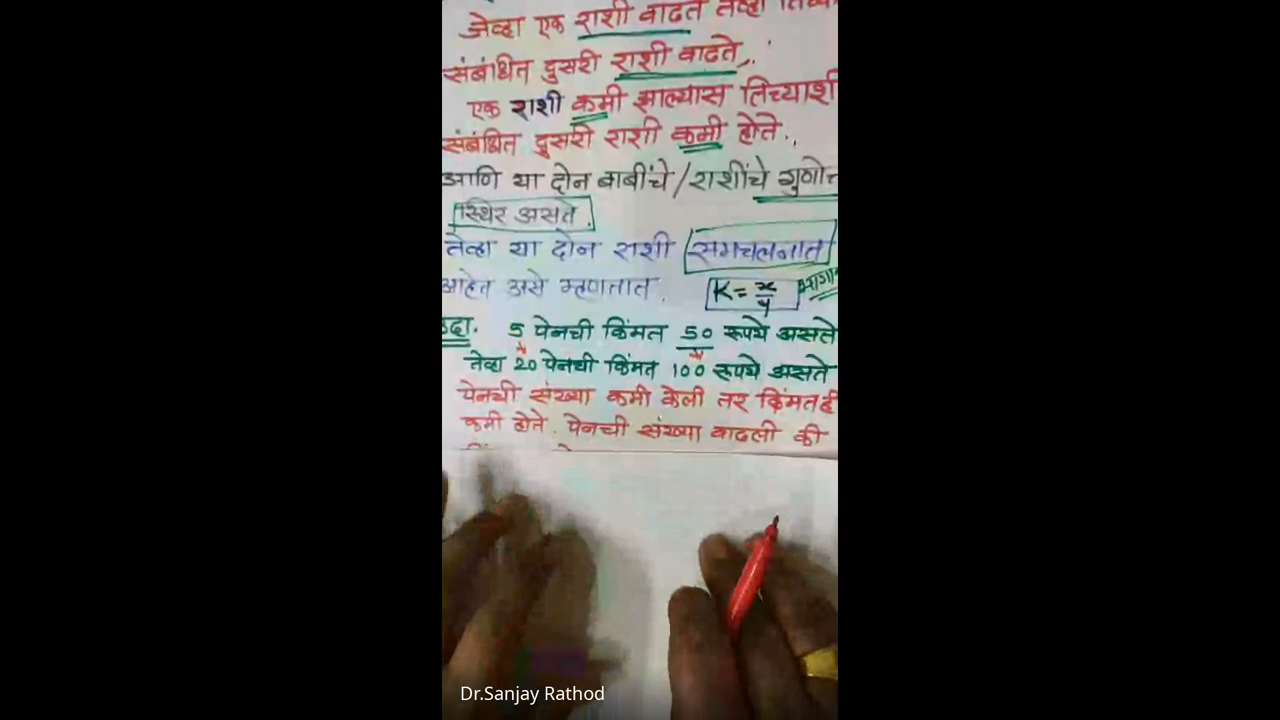 जेव्हा एक राशी वाढते तेव्हा
संबंधित दुसरी राशी वाढते,.
एक राशी कमी झाल्यास तिच्याशी
संबंधित दुसरी राशी कमी होते.
आणि या दोन बाबींचे / राशींचे
स्थिर असते.
तेव्हा या दोन राशी समचलनात
आहेत असे म्हणतात. K = x/y
उदा. 5 पेनची किंमत 50 रूपये असते
तेव्हा 20 पेनची किंमत 100 रूपये असते
पेनची संख्या कमी केली तर किंमतही
कमी होते. पेनची संख्या वाढली की
Dr.Sanjay Rathod